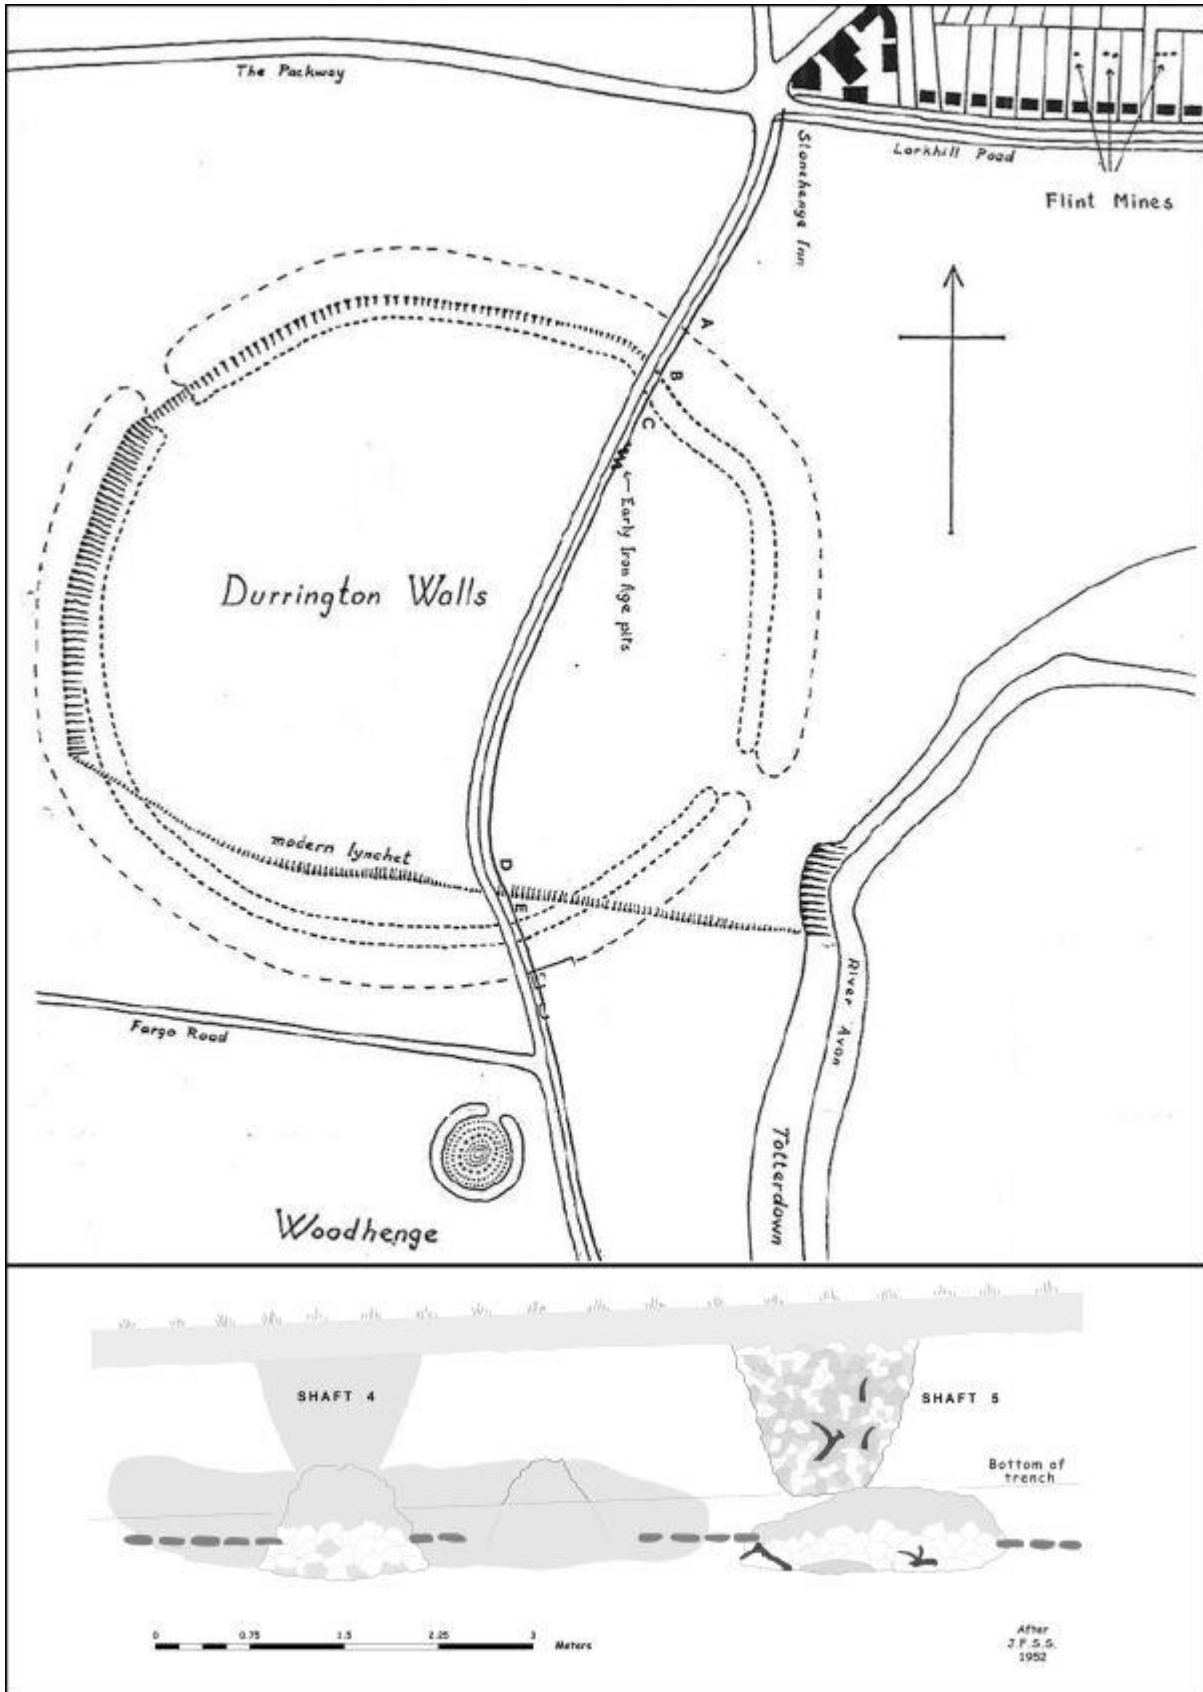 The Packway
Stonehenge Inn
Larkhill Road
Flint Mines
A
B
C
Early Iron Age pits
Durrington Walls
modern lynchet
D
E
River Avon
Fargo Road
Totterdown
Woodhenge
SHAFT 4
SHAFT 5
Bottom of
trench
0 0.75 1.5 2.25 3
Meters
After
J.F.S.S.
1952